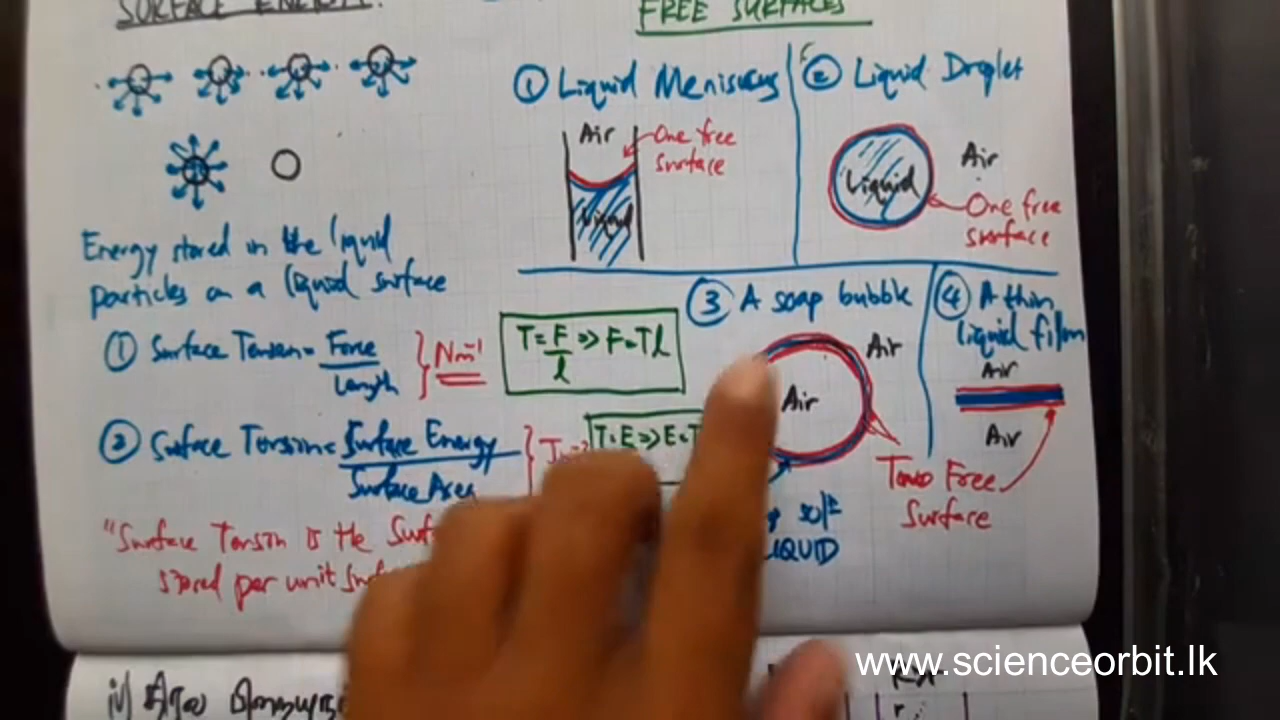 SURFACE ENERGY.
Energy stored in the liquid
particles on a liquid surface
① Surface Tension = Force
Length
Nm⁻¹
T = F ⇒ F = Tl
l
② Surface Tension = Surface Energy
Surface Area
T = E ⇒ E = T
"Surface Tension is the Surf
stored per unit
FREE SURFACES
① Liquid Meniscus
Air
One free
surface
Liquid
② Liquid Droplet
Air
Liquid
One free
surface
③ A soap bubble
Air
Air
LIQUID
④ A thin
liquid film
Air
Air
Two Free
Surface
www.scienceorbit.lk